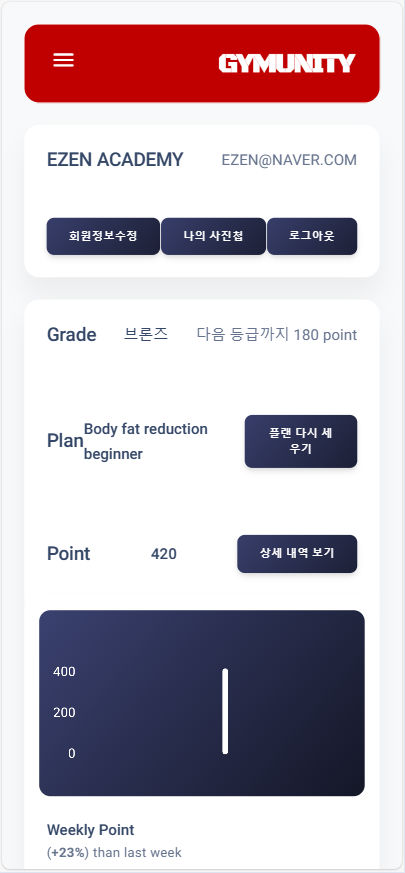 GYMUNITY
EZEN ACADEMY EZEN@NAVER.COM
회원정보수정 나의 사진첩 로그아웃
Grade 브론즈 다음 등급까지 180 point
Plan Body fat reduction
beginner
플랜 다시 세
우기
Point 420 상세 내역 보기
400
200
0
Weekly Point
(+23%) than last week